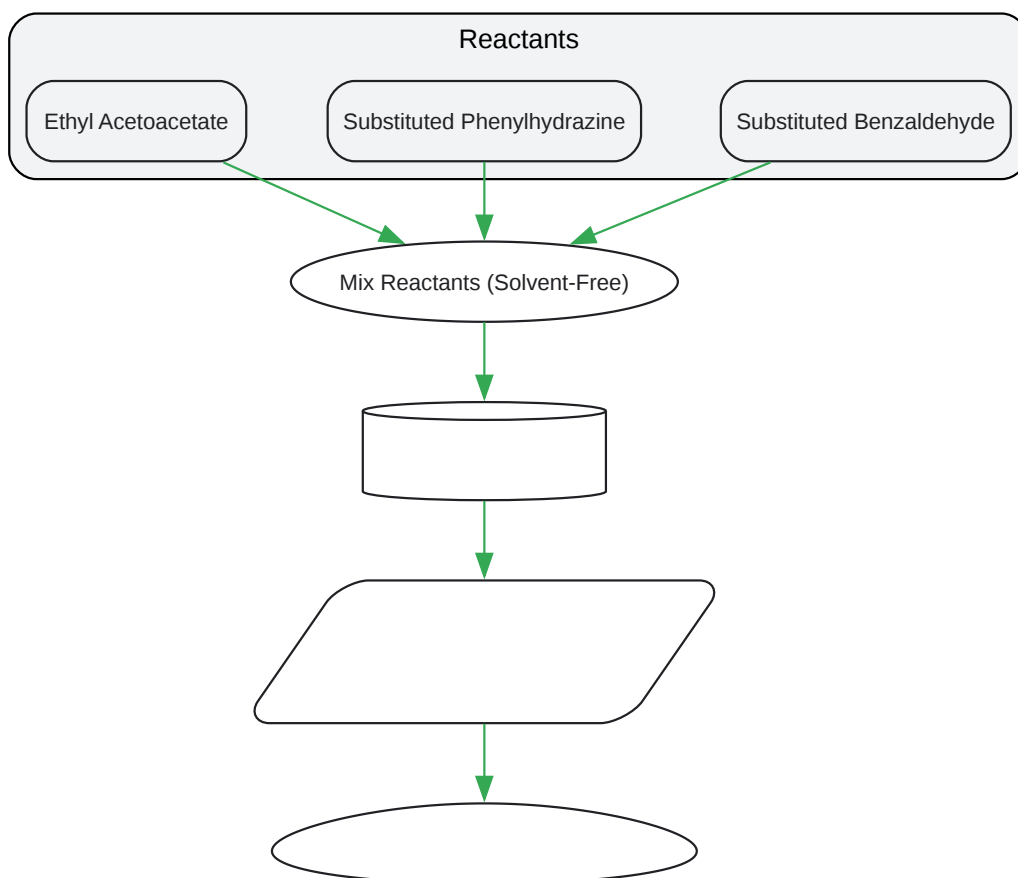 Reactants
Ethyl Acetoacetate
Substituted Phenylhydrazine
Substituted Benzaldehyde
Mix Reactants (Solvent-Free)